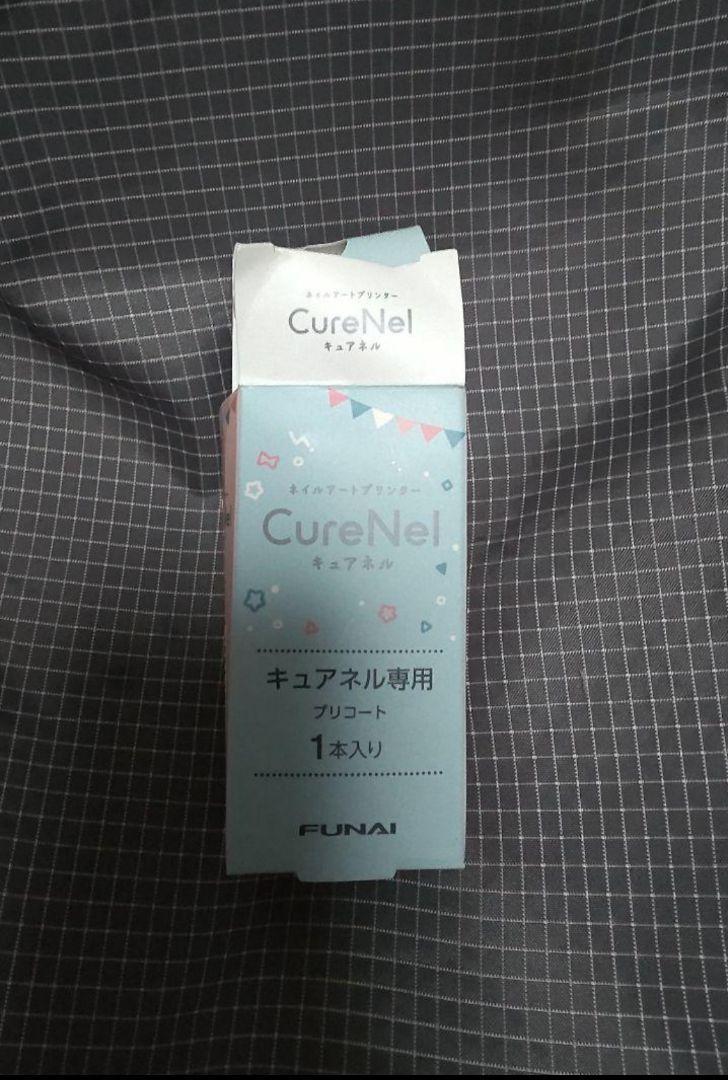 ネイルアートプリンター
CureNel
キュアネル
ネイルアートプリンター
CureNel
キュアネル
キュアネル専用
プリコート
1本入り
FUNAI